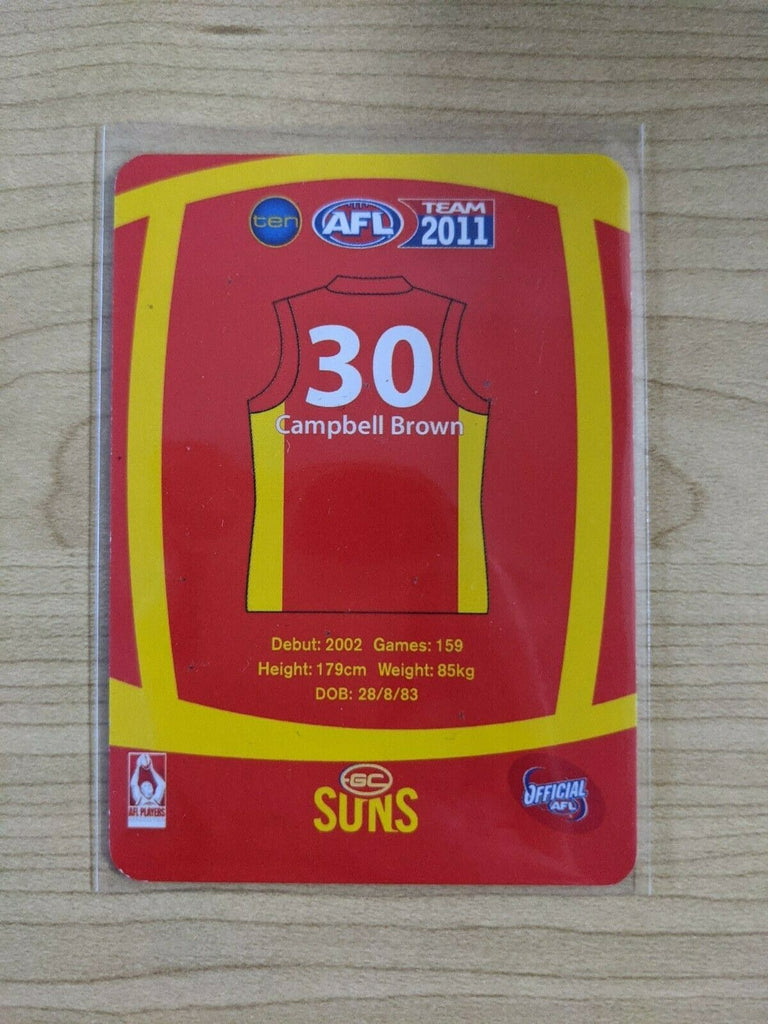 ten AFL TEAM
2011
30
Campbell Brown
Debut: 2002 Games: 159
Height: 179cm Weight: 85kg
DOB: 28/8/83
AFL PLAYERS
GC
SUNS
OFFICIAL
AFL